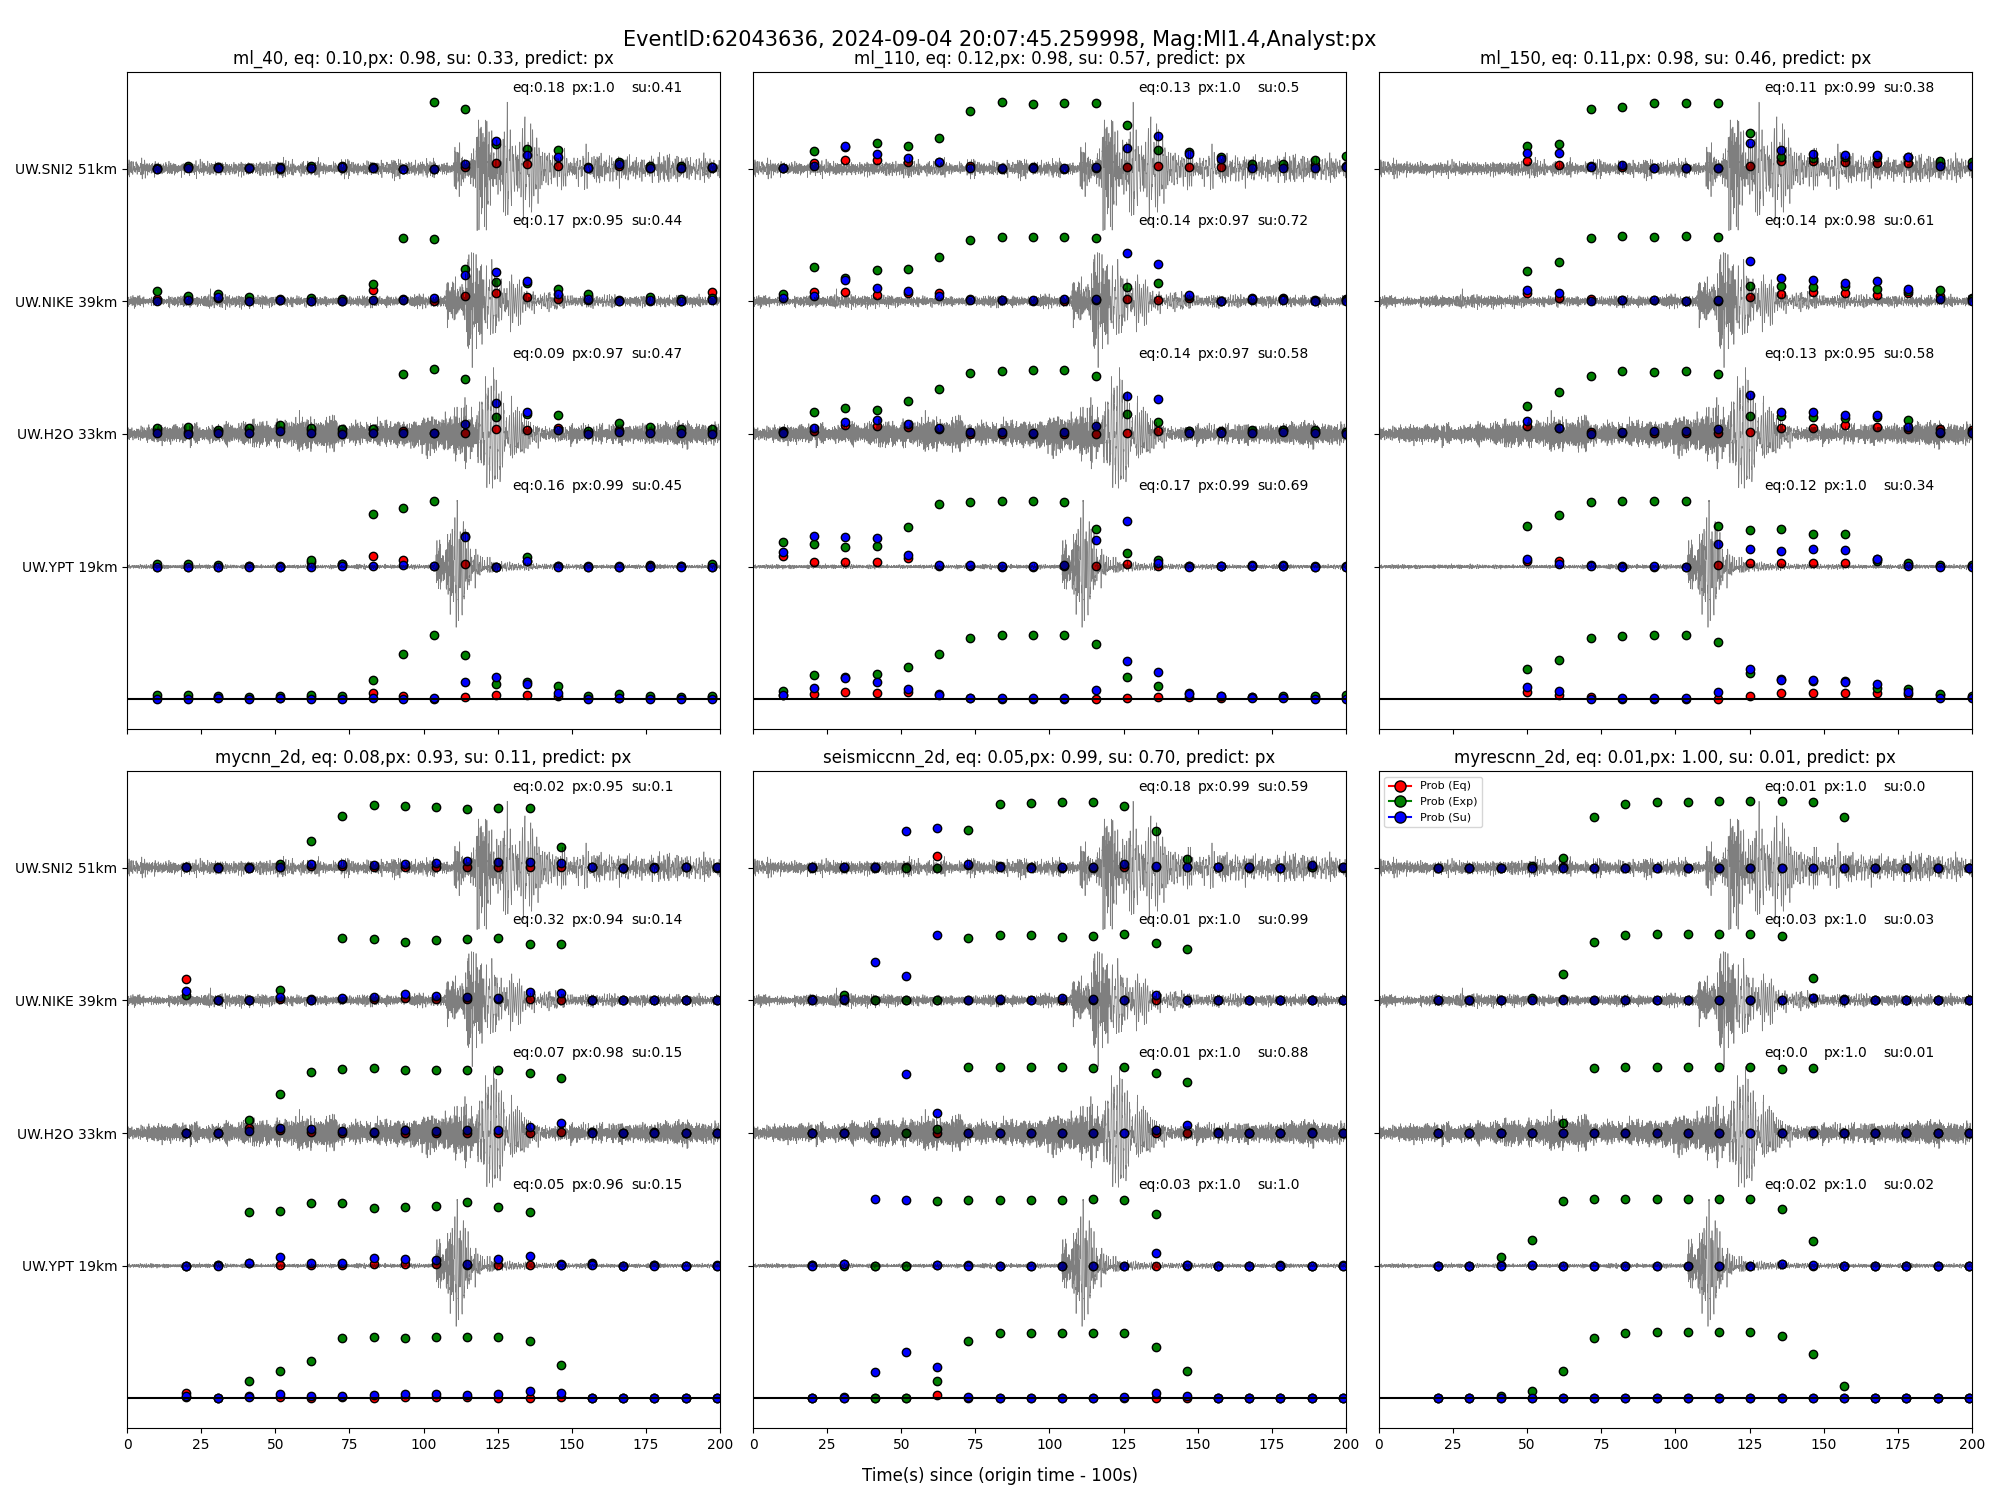 EventID:62043636, 2024-09-04 20:07:45.259998, Mag:Ml1.4,Analyst:px
ml_40, eq: 0.10,px: 0.98, su: 0.33, predict: px
eq:0.18 px:1.0 su:0.41
UW.SNI2 51km
eq:0.17 px:0.95 su:0.44
UW.NIKE 39km
eq:0.09 px:0.97 su:0.47
UW.H2O 33km
eq:0.16 px:0.99 su:0.45
UW.YPT 19km
ml_110, eq: 0.12,px: 0.98, su: 0.57, predict: px
eq:0.13 px:1.0 su:0.5
eq:0.14 px:0.97 su:0.72
eq:0.14 px:0.97 su:0.58
eq:0.17 px:0.99 su:0.69
ml_150, eq: 0.11,px: 0.98, su: 0.46, predict: px
eq:0.11 px:0.99 su:0.38
eq:0.14 px:0.98 su:0.61
eq:0.13 px:0.95 su:0.58
eq:0.12 px:1.0 su:0.34
mycnn_2d, eq: 0.08,px: 0.93, su: 0.11, predict: px
eq:0.02 px:0.95 su:0.1
UW.SNI2 51km
eq:0.32 px:0.94 su:0.14
UW.NIKE 39km
eq:0.07 px:0.98 su:0.15
UW.H2O 33km
eq:0.05 px:0.96 su:0.15
UW.YPT 19km
0 25 50 75 100 125 150 175 200
seismiccnn_2d, eq: 0.05,px: 0.99, su: 0.70, predict: px
eq:0.18 px:0.99 su:0.59
eq:0.01 px:1.0 su:0.99
eq:0.01 px:1.0 su:0.88
eq:0.03 px:1.0 su:1.0
0 25 50 75 100 125 150 175 200
myrescnn_2d, eq: 0.01,px: 1.00, su: 0.01, predict: px
Prob (Eq)
Prob (Exp)
Prob (Su)
eq:0.01 px:1.0 su:0.0
eq:0.03 px:1.0 su:0.03
eq:0.0 px:1.0 su:0.01
eq:0.02 px:1.0 su:0.02
0 25 50 75 100 125 150 175 200
Time(s) since (origin time - 100s)